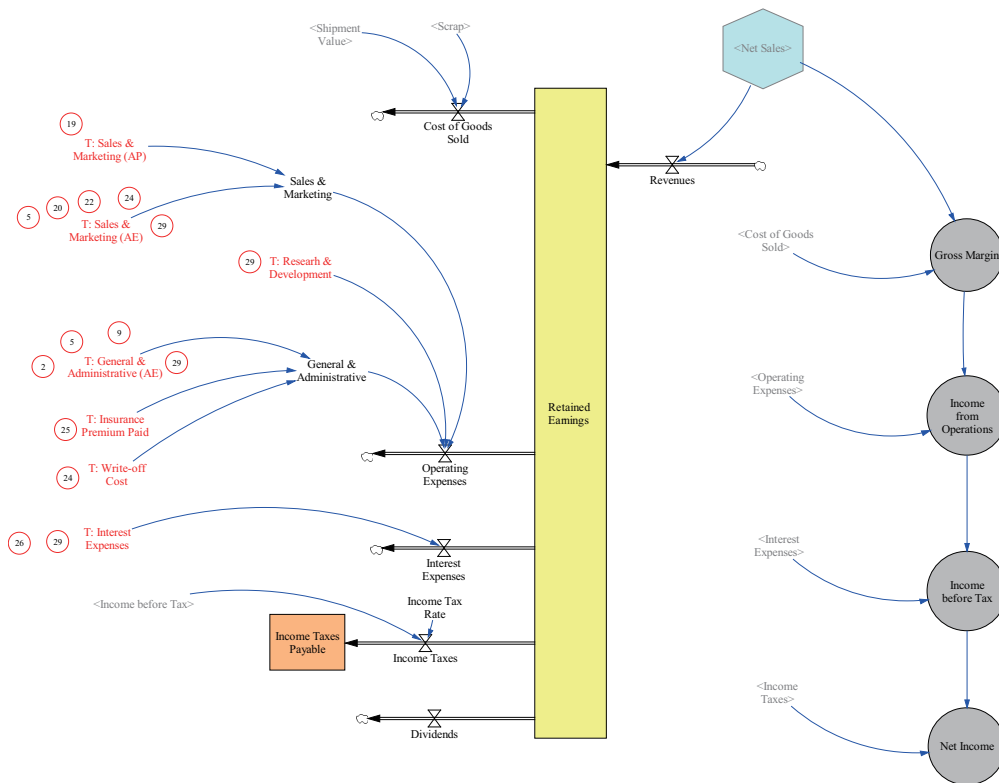 <Shipment
Value>
<Scrap>
<Net Sales>
Cost of Goods
Sold
19
T: Sales &
Marketing (AP)
Revenues
Sales &
Marketing
5
20
22
24
29
T: Sales &
Marketing (AE)
<Cost of Goods
Sold>
Gross Margin
29
T: Researh &
Development
5
9
2
29
T: General &
Administrative (AE)
General &
Administrative
<Operating
Expenses>
Income
from
Operations
Retained
Earnings
25
T: Insurance
Premium Paid
24
T: Write-off
Cost
Operating
Expenses
26
29
T: Interest
Expenses
Interest
Expenses
<Interest
Expenses>
Income
before Tax
<Income before Tax>
Income Tax
Rate
Income Taxes
Payable
Income Taxes
<Income
Taxes>
Dividends
Net Income